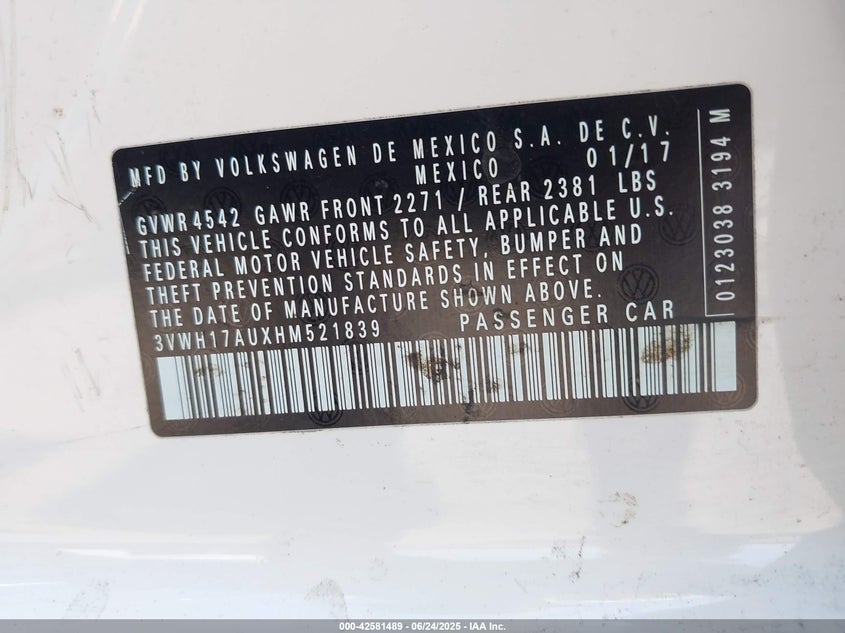 MFD BY VOLKSWAGEN DE MEXICO S.A. DE C.V.
MEXICO 01/17
GVWR 4542 GAWR FRONT 2271 / REAR 2381 LBS
THIS VEHICLE CONFORMS TO ALL APPLICABLE U.S.
FEDERAL MOTOR VEHICLE SAFETY, BUMPER AND
THEFT PREVENTION STANDARDS IN EFFECT ON
THE DATE OF MANUFACTURE SHOWN ABOVE.
3VWH17AUXHM521839 PASSENGER CAR
0123038 3194 M
000-42581489 - 06/24/2025 - IAA Inc.